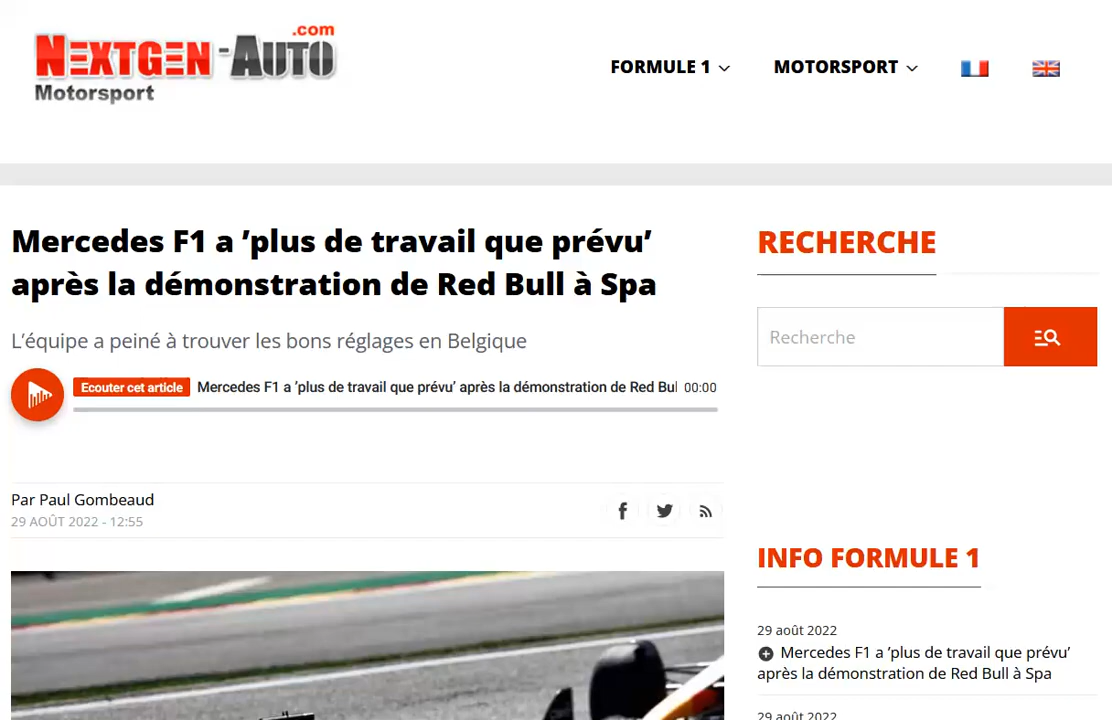 NEXTGEN-AUTO.com
Motorsport
FORMULE 1
MOTORSPORT
Mercedes F1 a ’plus de travail que prévu’
après la démonstration de Red Bull à Spa
L’équipe a peiné à trouver les bons réglages en Belgique
Ecouter cet article Mercedes F1 a ’plus de travail que prévu’ après la démonstration de Red Bul 00:00
Par Paul Gombeaud
29 AOÛT 2022 - 12:55
RECHERCHE
Recherche
INFO FORMULE 1
29 août 2022
Mercedes F1 a ’plus de travail que prévu’
après la démonstration de Red Bull à Spa
29 août 2022